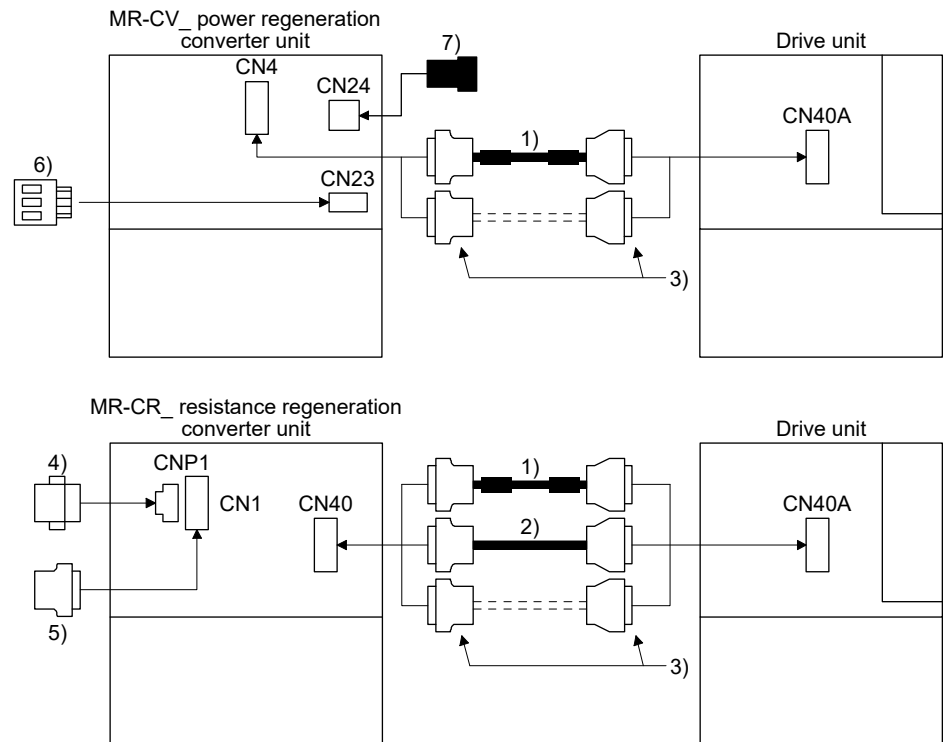 MR-CV_ power regeneration
converter unit
7)
Drive unit
CN4
CN24
CN40A
1)
6)
CN23
3)
MR-CR_ resistance regeneration
converter unit
Drive unit
4)
CNP1
1)
CN1
CN40
CN40A
2)
5)
3)